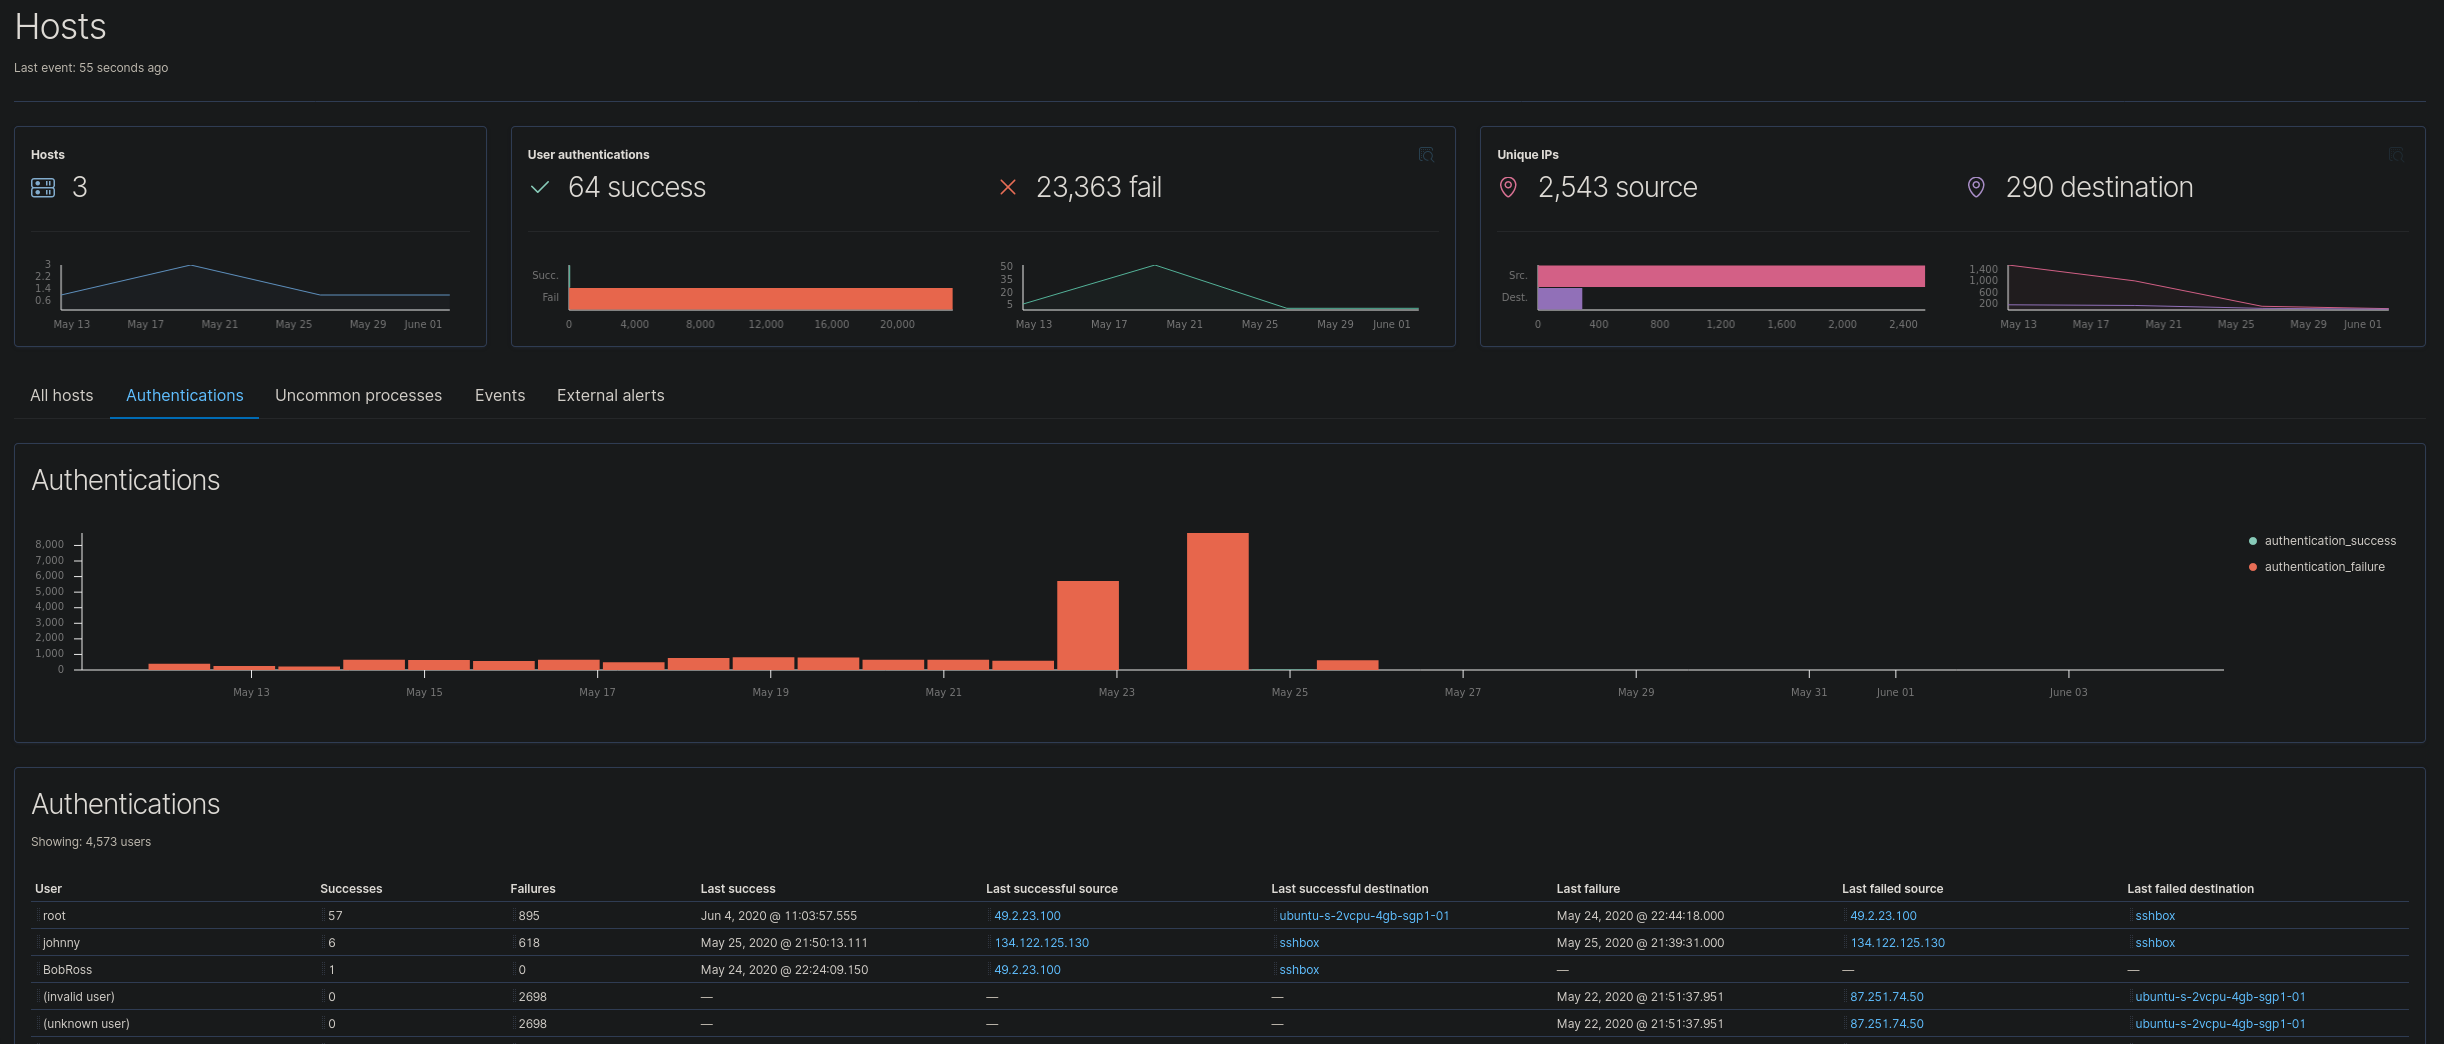 Hosts
Last event: 55 seconds ago
Hosts
3
3
2.2
1.4
0.6
May 13 May 17 May 21 May 25 May 29 June 01
User authentications
64 success
23,363 fail
Succ.
Fail
0 4,000 8,000 12,000 16,000 20,000
50
35
20
5
May 13 May 17 May 21 May 25 May 29 June 01
Unique IPs
2,543 source
290 destination
Src.
Dest.
0 400 800 1,200 1,600 2,000 2,400
1,400
1,000
600
200
May 13 May 17 May 21 May 25 May 29 June 01
All hosts Authentications Uncommon processes Events External alerts
Authentications
8,000
7,000
6,000
5,000
4,000
3,000
2,000
1,000
0
May 13 May 15 May 17 May 19 May 21 May 23 May 25 May 27 May 29 May 31 June 01 June 03
authentication_success
authentication_failure
Authentications
Showing: 4,573 users
User Successes Failures Last success Last successful source Last successful destination Last failure Last failed source Last failed destination
root 57 895 Jun 4, 2020 @ 11:03:57.555 49.2.23.100 ubuntu-s-2vcpu-4gb-sgp1-01 May 24, 2020 @ 22:44:18.000 49.2.23.100 sshbox
johnny 6 618 May 25, 2020 @ 21:50:13.111 134.122.125.130 sshbox May 25, 2020 @ 21:39:31.000 134.122.125.130 sshbox
BobRoss 1 0 May 24, 2020 @ 22:24:09.150 49.2.23.100 sshbox — — —
(invalid user) 0 2698 — — — May 22, 2020 @ 21:51:37.951 87.251.74.50 ubuntu-s-2vcpu-4gb-sgp1-01
(unknown user) 0 2698 — — — May 22, 2020 @ 21:51:37.951 87.251.74.50 ubuntu-s-2vcpu-4gb-sgp1-01